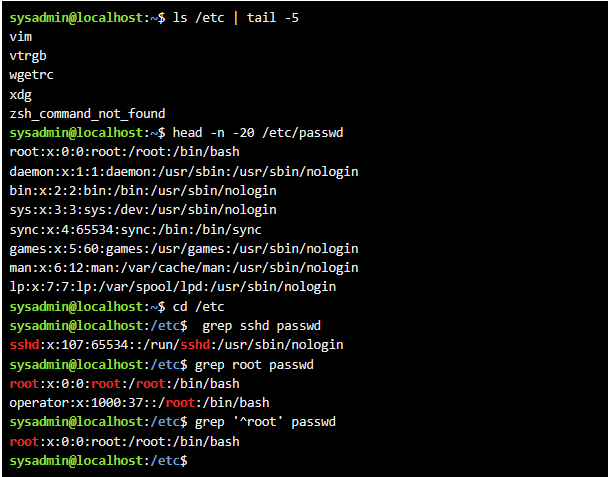 sysadmin@localhost:~$ ls /etc | tail -5
vim
vtrgb
wgetrc
xdg
zsh_command_not_found
sysadmin@localhost:~$ head -n -20 /etc/passwd
root:x:0:0:root:/root:/bin/bash
daemon:x:1:1:daemon:/usr/sbin:/usr/sbin/nologin
bin:x:2:2:bin:/bin:/usr/sbin/nologin
sys:x:3:3:sys:/dev:/usr/sbin/nologin
sync:x:4:65534:sync:/bin:/bin/sync
games:x:5:60:games:/usr/games:/usr/sbin/nologin
man:x:6:12:man:/var/cache/man:/usr/sbin/nologin
lp:x:7:7:lp:/var/spool/lpd:/usr/sbin/nologin
sysadmin@localhost:~$ cd /etc
sysadmin@localhost:/etc$  grep sshd passwd
sshd:x:107:65534::/run/sshd:/usr/sbin/nologin
sysadmin@localhost:/etc$ grep root passwd
root:x:0:0:root:/root:/bin/bash
operator:x:1000:37::/root:/bin/bash
sysadmin@localhost:/etc$ grep '^root' passwd
root:x:0:0:root:/root:/bin/bash
sysadmin@localhost:/etc$